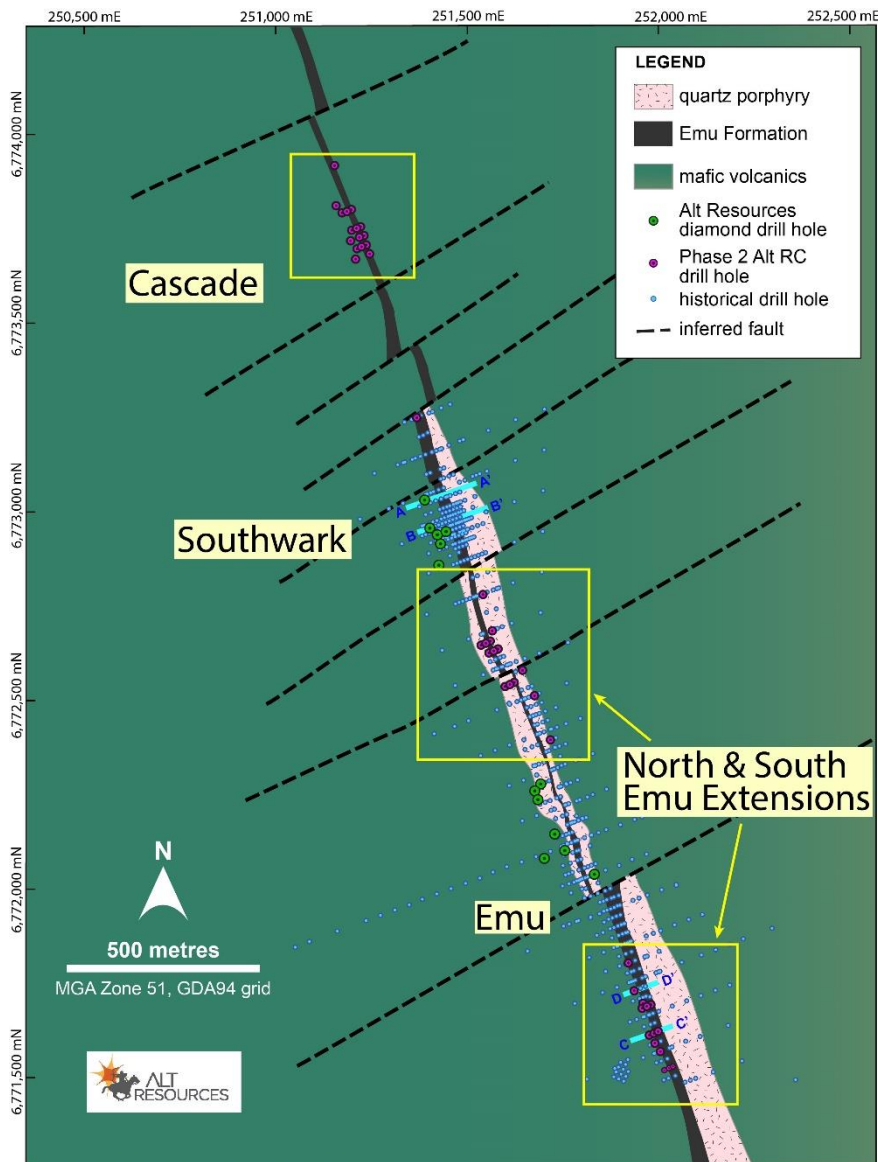 250,500 mE
251,000 mE
251,500 mE
252,000 mE
252,500 mE
6,774,000 mN
6,773,500 mN
6,773,000 mN
6,772,500 mN
6,772,000 mN
6,771,500 mN
LEGEND
quartz porphyry
Emu Formation
mafic volcanics
Alt Resources
diamond drill hole
Phase 2 Alt RC
drill hole
historical drill hole
inferred fault
Cascade
A
A'
B
B'
Southwark
North & South
Emu Extensions
Emu
D
D'
C
C'
N
500 metres
MGA Zone 51, GDA94 grid
ALT
RESOURCES